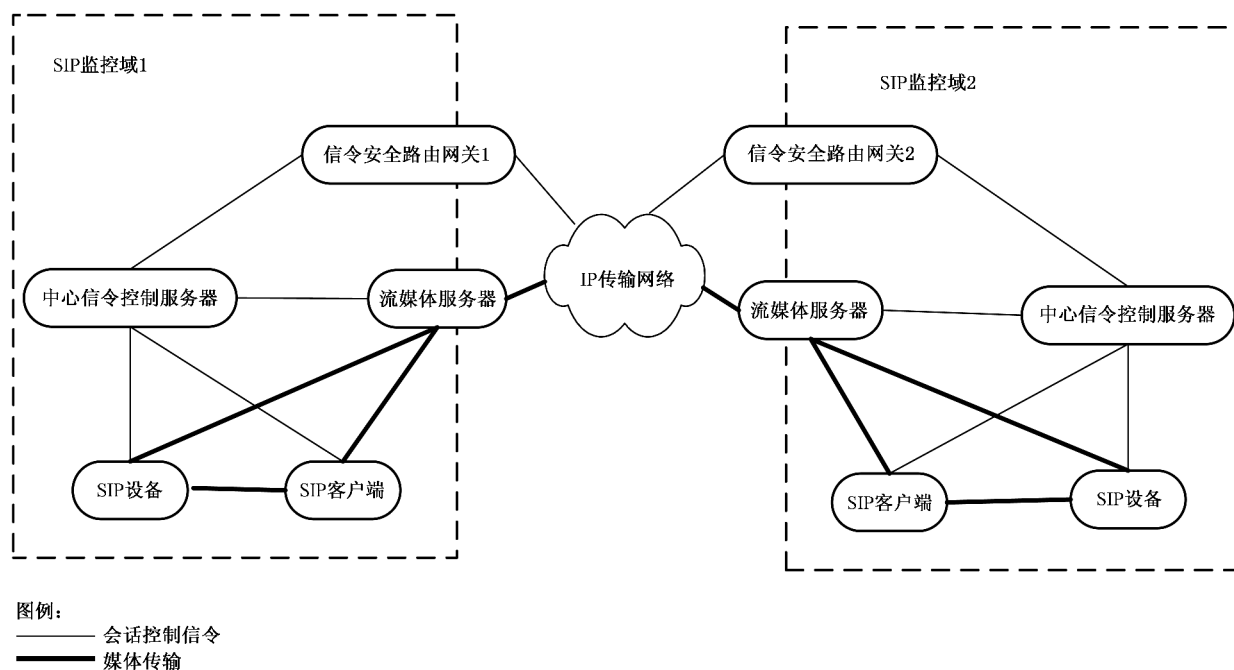 SIP监控域1
SIP监控域2
信令安全路由网关1
信令安全路由网关2
IP传输网络
中心信令控制服务器
流媒体服务器
流媒体服务器
中心信令控制服务器
SIP设备
SIP客户端
SIP客户端
SIP设备
图例：
会话控制信令
媒体传输